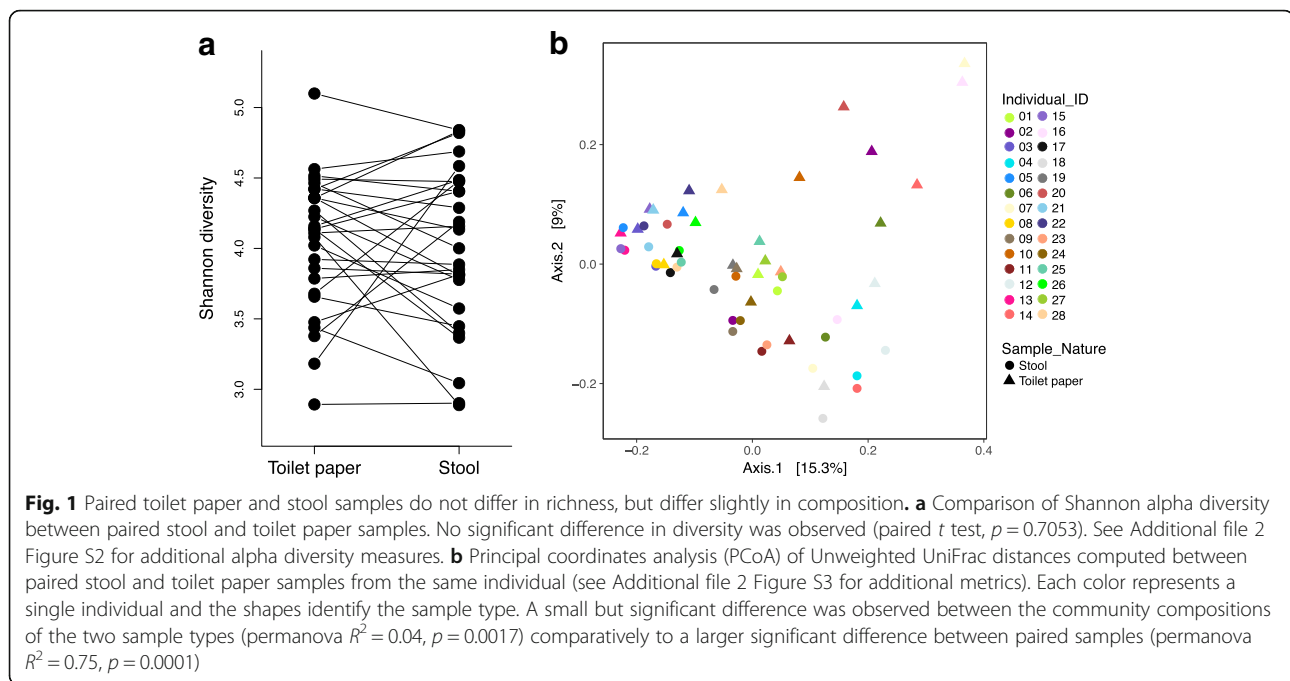 a
b
5.0
4.5
4.0
3.5
3.0
Shannon diversity
Toilet paper Stool
0.2
0.0
−0.2
Axis.2 [9%]
−0.2 0.0 0.2 0.4
Axis.1 [15.3%]
Individual_ID
01 15
02 16
03 17
04 18
05 19
06 20
07 21
08 22
09 23
10 24
11 25
12 26
13 27
14 28
Sample_Nature
Stool
Toilet paper
Fig. 1 Paired toilet paper and stool samples do not differ in richness, but differ slightly in composition. a Comparison of Shannon alpha diversity
between paired stool and toilet paper samples. No significant difference in diversity was observed (paired t test, p = 0.7053). See Additional file 2
Figure S2 for additional alpha diversity measures. b Principal coordinates analysis (PCoA) of Unweighted UniFrac distances computed between
paired stool and toilet paper samples from the same individual (see Additional file 2 Figure S3 for additional metrics). Each color represents a
single individual and the shapes identify the sample type. A small but significant difference was observed between the community compositions
of the two sample types (permanova R² = 0.04, p = 0.0017) comparatively to a larger significant difference between paired samples (permanova
R² = 0.75, p = 0.0001)